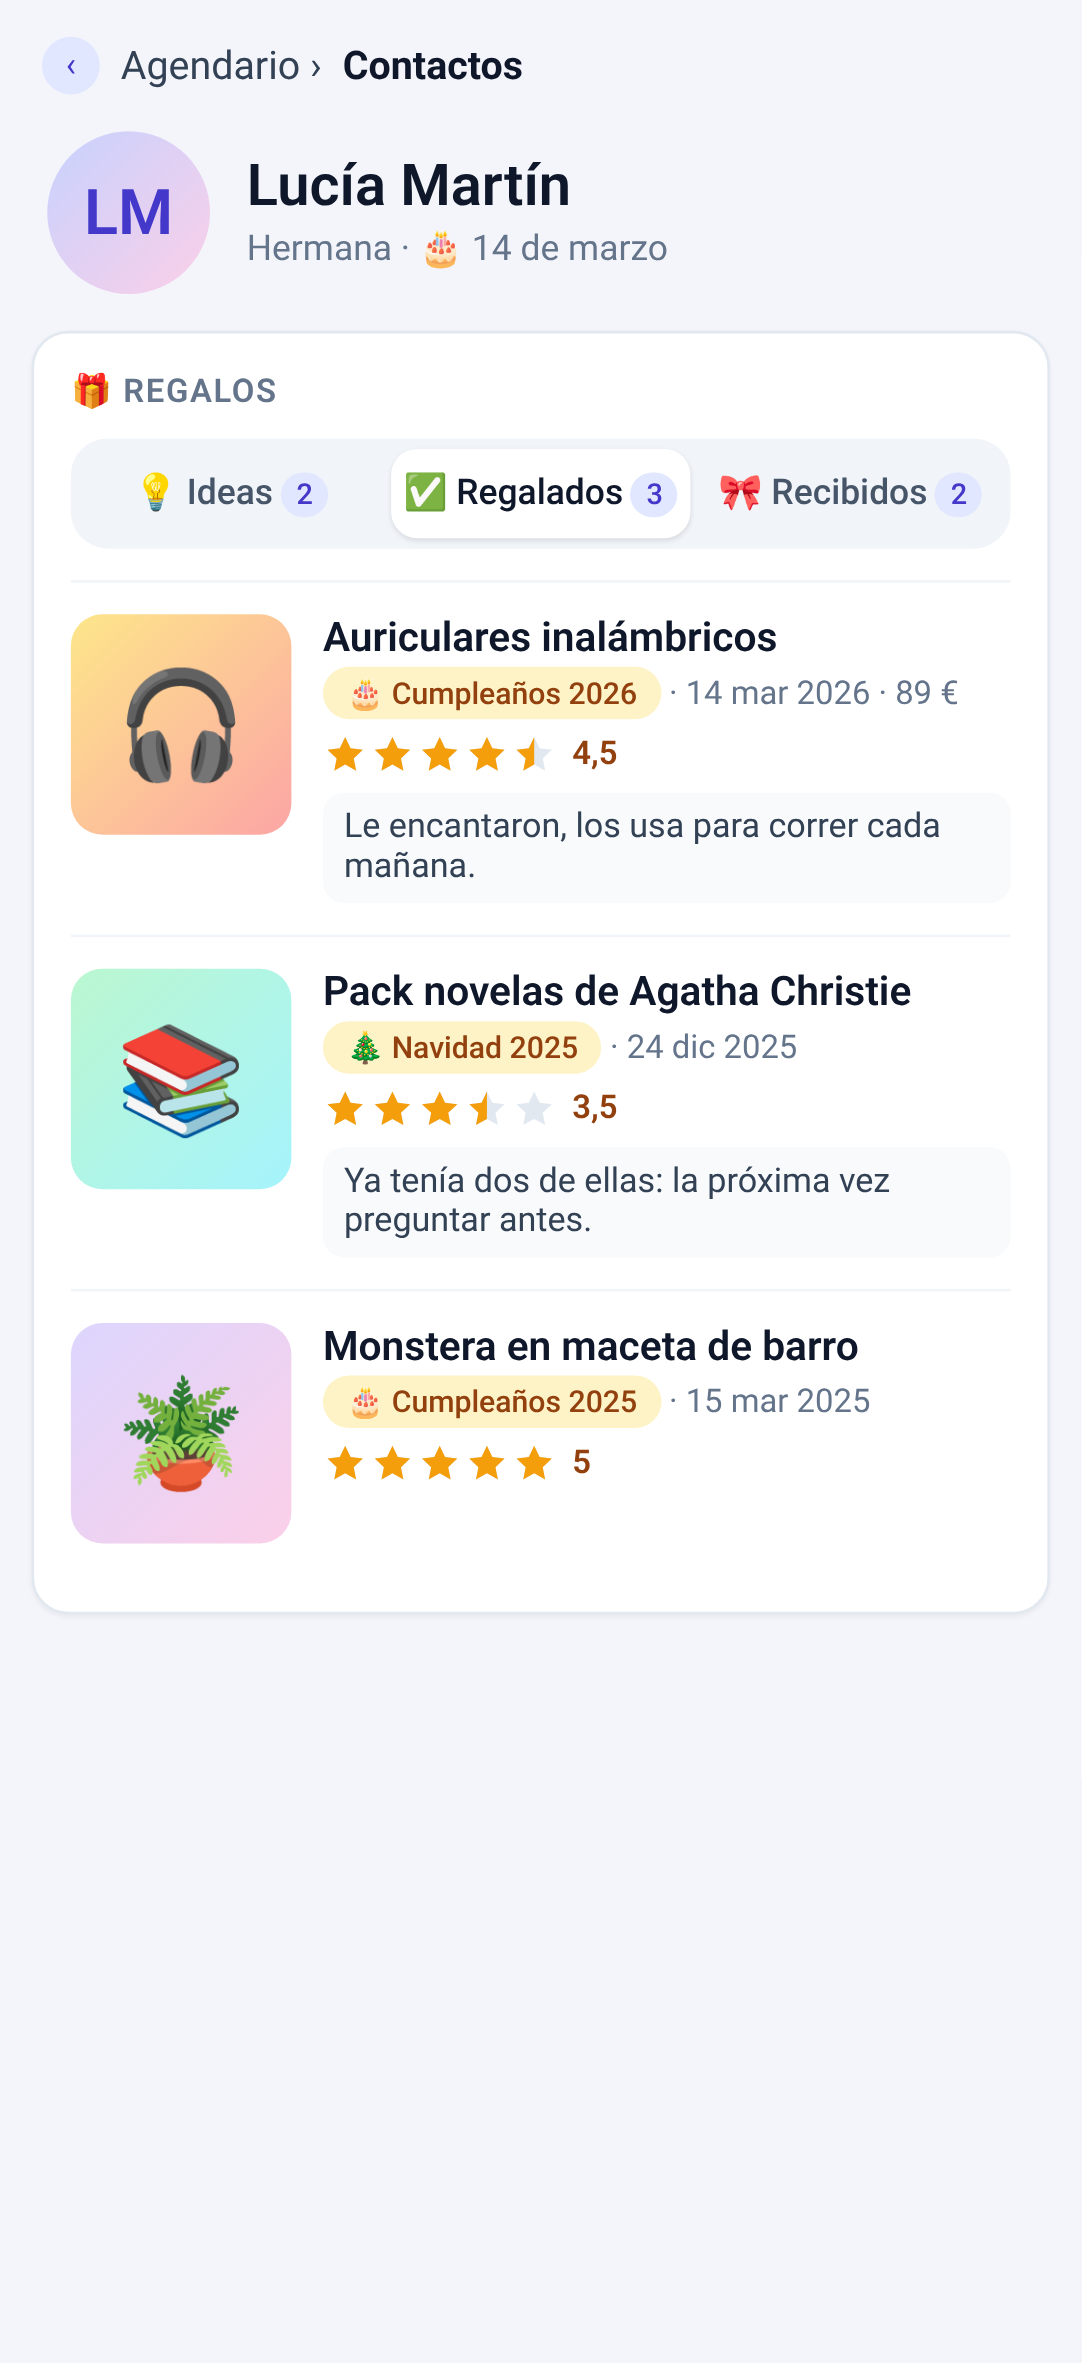 ‹ Agendario › Contactos
LM
Lucía Martín
Hermana · 🎂 14 de marzo
🎁 REGALOS
💡 Ideas 2 ✅ Regalados 3 🎀 Recibidos 2
Auriculares inalámbricos
🎂 Cumpleaños 2026 · 14 mar 2026 · 89 €
4,5
Le encantaron, los usa para correr cada
mañana.
Pack novelas de Agatha Christie
🎄 Navidad 2025 · 24 dic 2025
3,5
Ya tenía dos de ellas: la próxima vez
preguntar antes.
Monstera en maceta de barro
🎂 Cumpleaños 2025 · 15 mar 2025
5